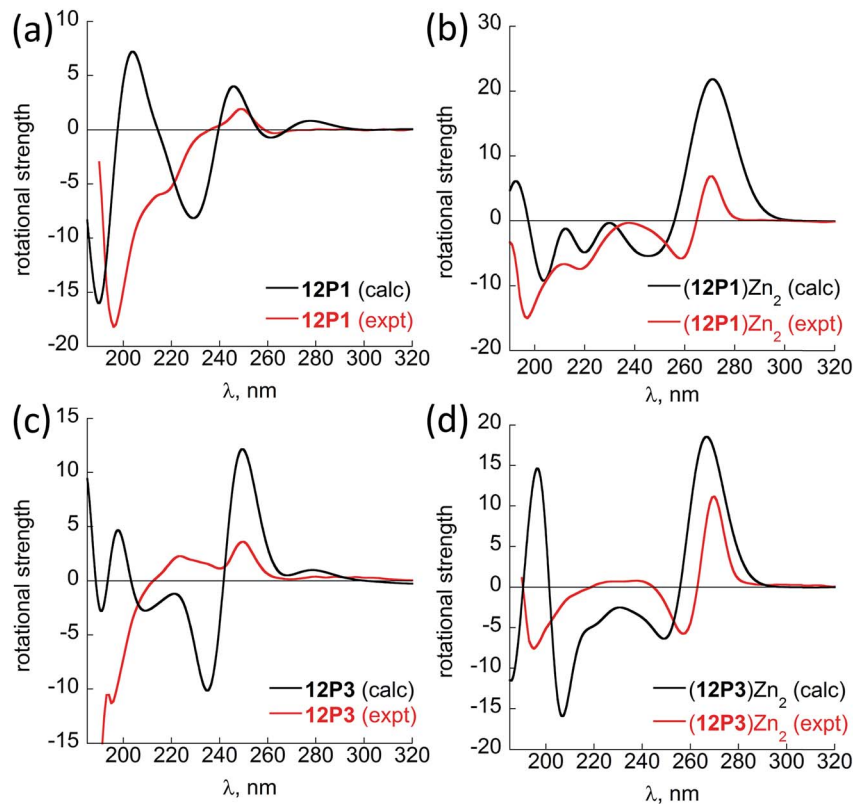 (a)
10
5
0
-5
-10
-15
-20
rotational strength
12P1 (calc)
12P1 (expt)
200 220 240 260 280 300 320
λ, nm
(b)
30
20
10
0
-10
-20
rotational strength
(12P1)Zn2 (calc)
(12P1)Zn2 (expt)
200 220 240 260 280 300 320
λ, nm
(c)
15
10
5
0
-5
-10
-15
rotational strength
12P3 (calc)
12P3 (expt)
200 220 240 260 280 300 320
λ, nm
(d)
20
15
10
5
0
-5
-10
-15
-20
rotational strength
(12P3)Zn2 (calc)
(12P3)Zn2 (expt)
200 220 240 260 280 300 320
λ, nm